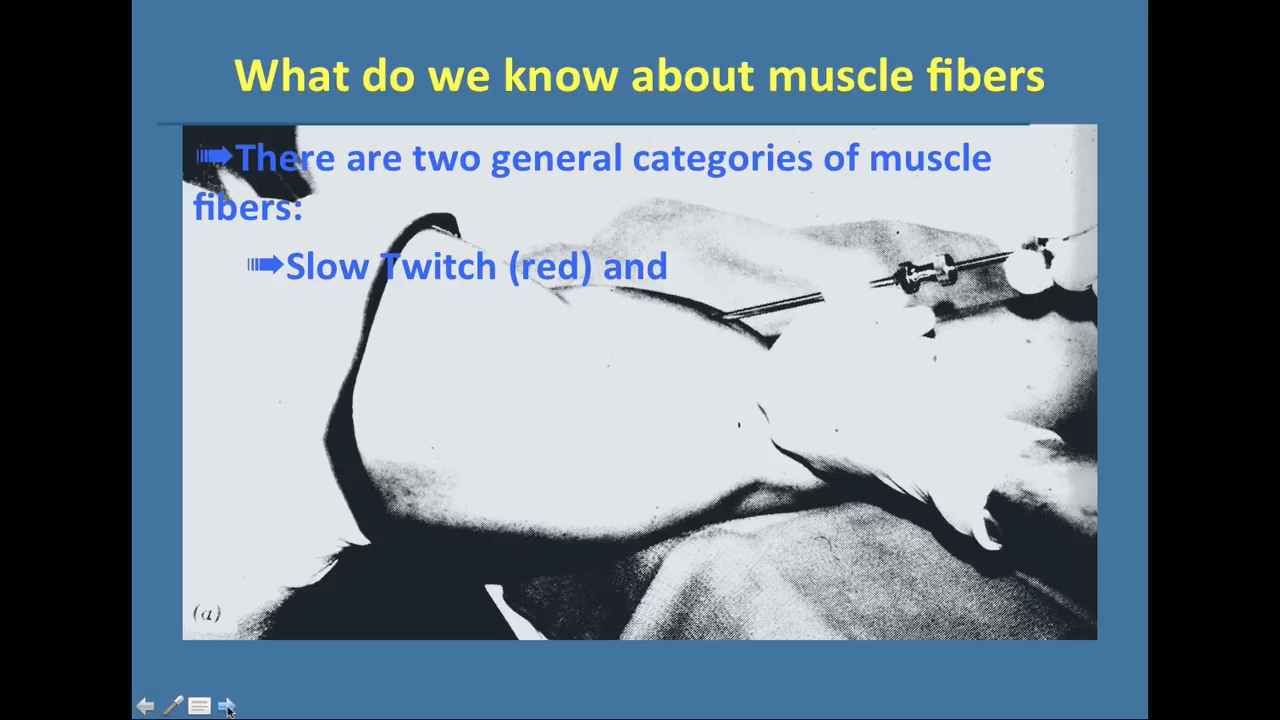 What do we know about muscle fibers
There are two general categories of muscle
fibers:
Slow Twitch (red) and
(a)